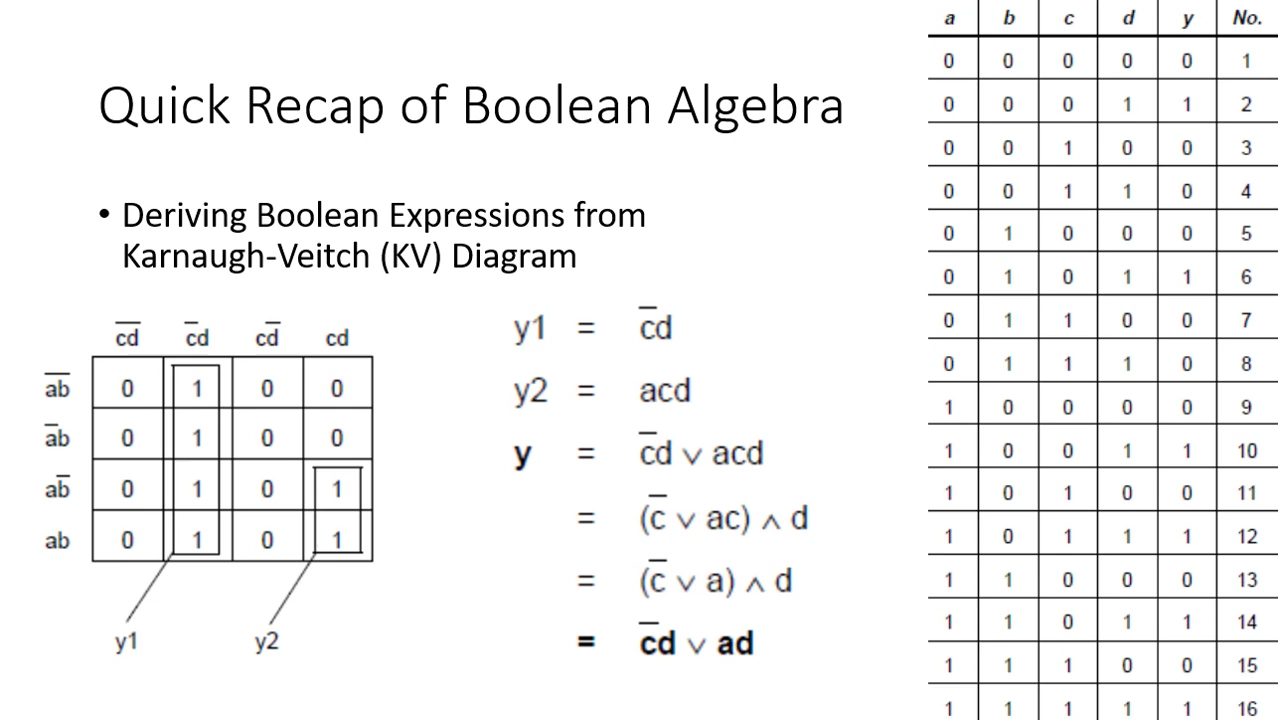 Quick Recap of Boolean Algebra
• Deriving Boolean Expressions from
Karnaugh-Veitch (KV) Diagram
c̅d̅ c̅d cd̅ cd
a̅b̅ 0 1 0 0
a̅b 0 1 0 0
ab̅ 0 1 0 1
ab 0 1 0 1
y1 y2
y1 = c̅d
y2 = acd
y = c̅d ∨ acd
= (c̅ ∨ ac) ∧ d
= (c̅ ∨ a) ∧ d
= c̅d ∨ ad
a b c d y No.
0 0 0 0 0 1
0 0 0 1 1 2
0 0 1 0 0 3
0 0 1 1 0 4
0 1 0 0 0 5
0 1 0 1 1 6
0 1 1 0 0 7
0 1 1 1 0 8
1 0 0 0 0 9
1 0 0 1 1 10
1 0 1 0 0 11
1 0 1 1 1 12
1 1 0 0 0 13
1 1 0 1 1 14
1 1 1 0 0 15
1 1 1 1 1 16